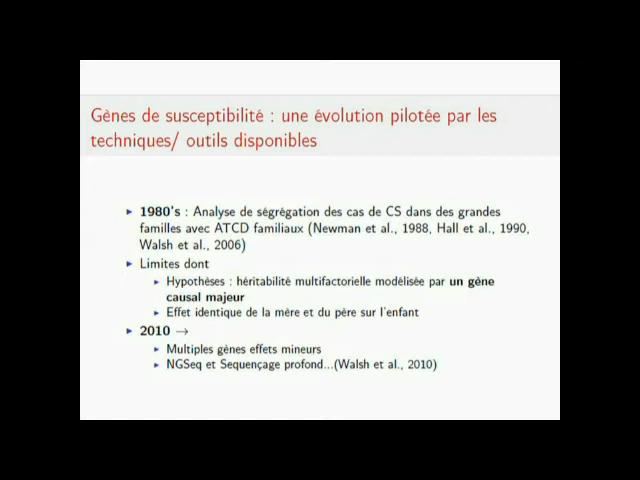 Gènes de susceptibilité : une évolution pilotée par les
techniques/ outils disponibles
▶ 1980's : Analyse de ségrégation des cas de CS dans des grandes
familles avec ATCD familiaux (Newman et al., 1988, Hall et al., 1990,
Walsh et al., 2006)
▶ Limites dont
▶ Hypothèses : héritabilité multifactorielle modélisée par un gène
causal majeur
▶ Effet identique de la mère et du père sur l'enfant
▶ 2010 →
▶ Multiples gènes effets mineurs
▶ NGSeq et Sequençage profond...(Walsh et al., 2010)